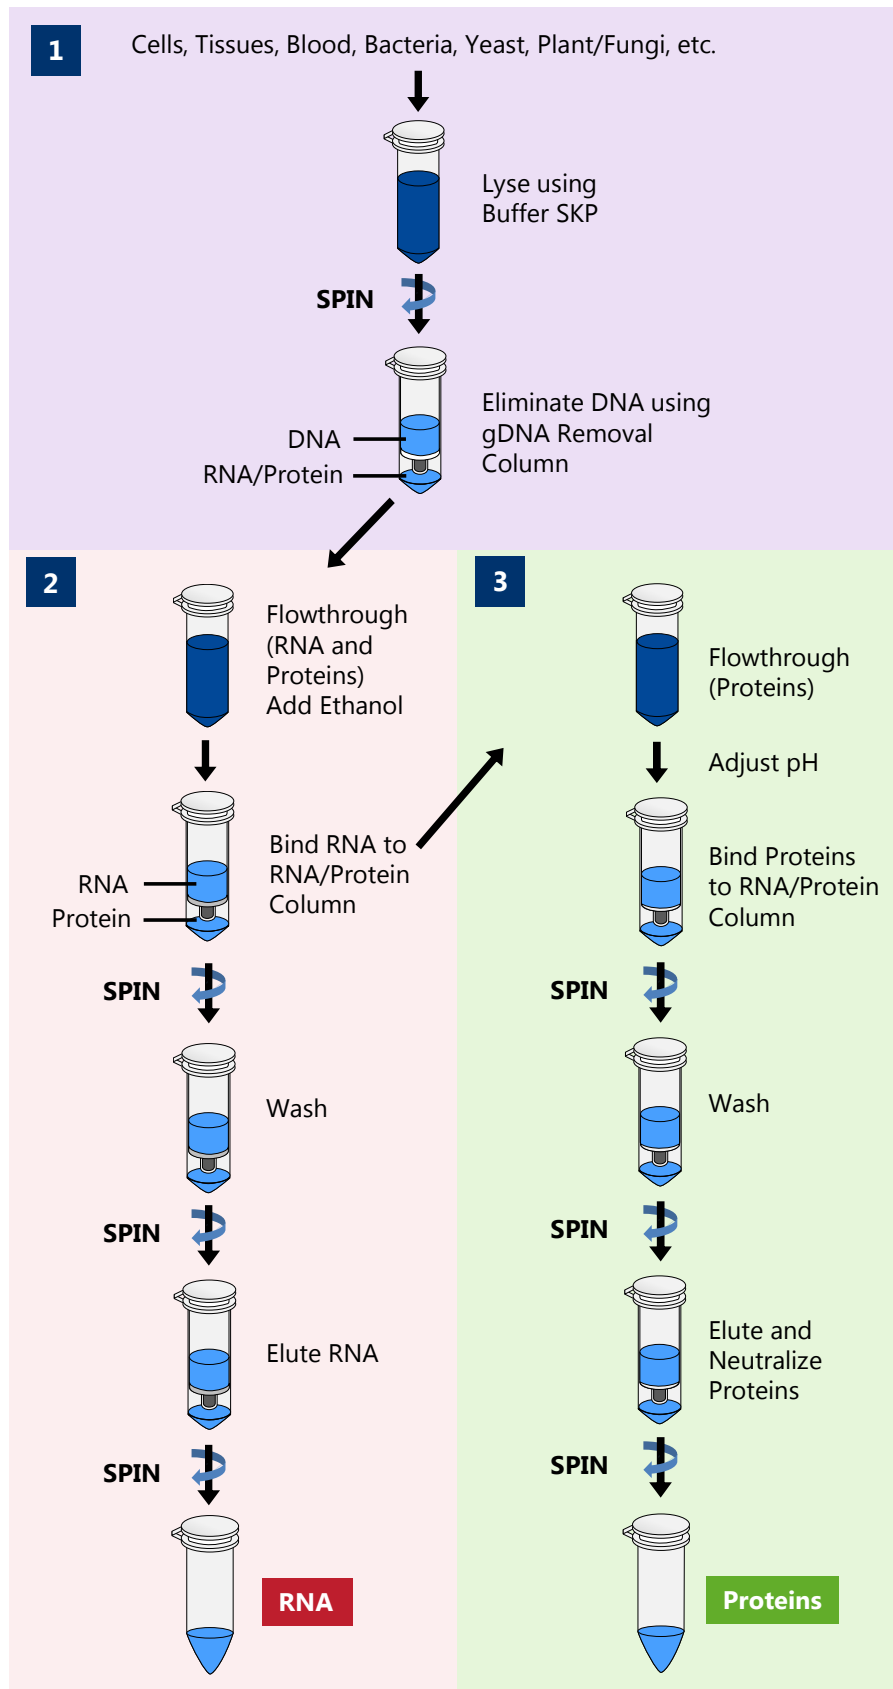 1
Cells, Tissues, Blood, Bacteria, Yeast, Plant/Fungi, etc.
Lyse using
Buffer SKP
SPIN
Eliminate DNA using
gDNA Removal
Column
DNA
RNA/Protein
2
Flowthrough
(RNA and
Proteins)
Add Ethanol
Bind RNA to
RNA/Protein
Column
RNA
Protein
SPIN
Wash
SPIN
Elute RNA
SPIN
RNA
3
Flowthrough
(Proteins)
Adjust pH
Bind Proteins
to RNA/Protein
Column
SPIN
Wash
SPIN
Elute and
Neutralize
Proteins
SPIN
Proteins